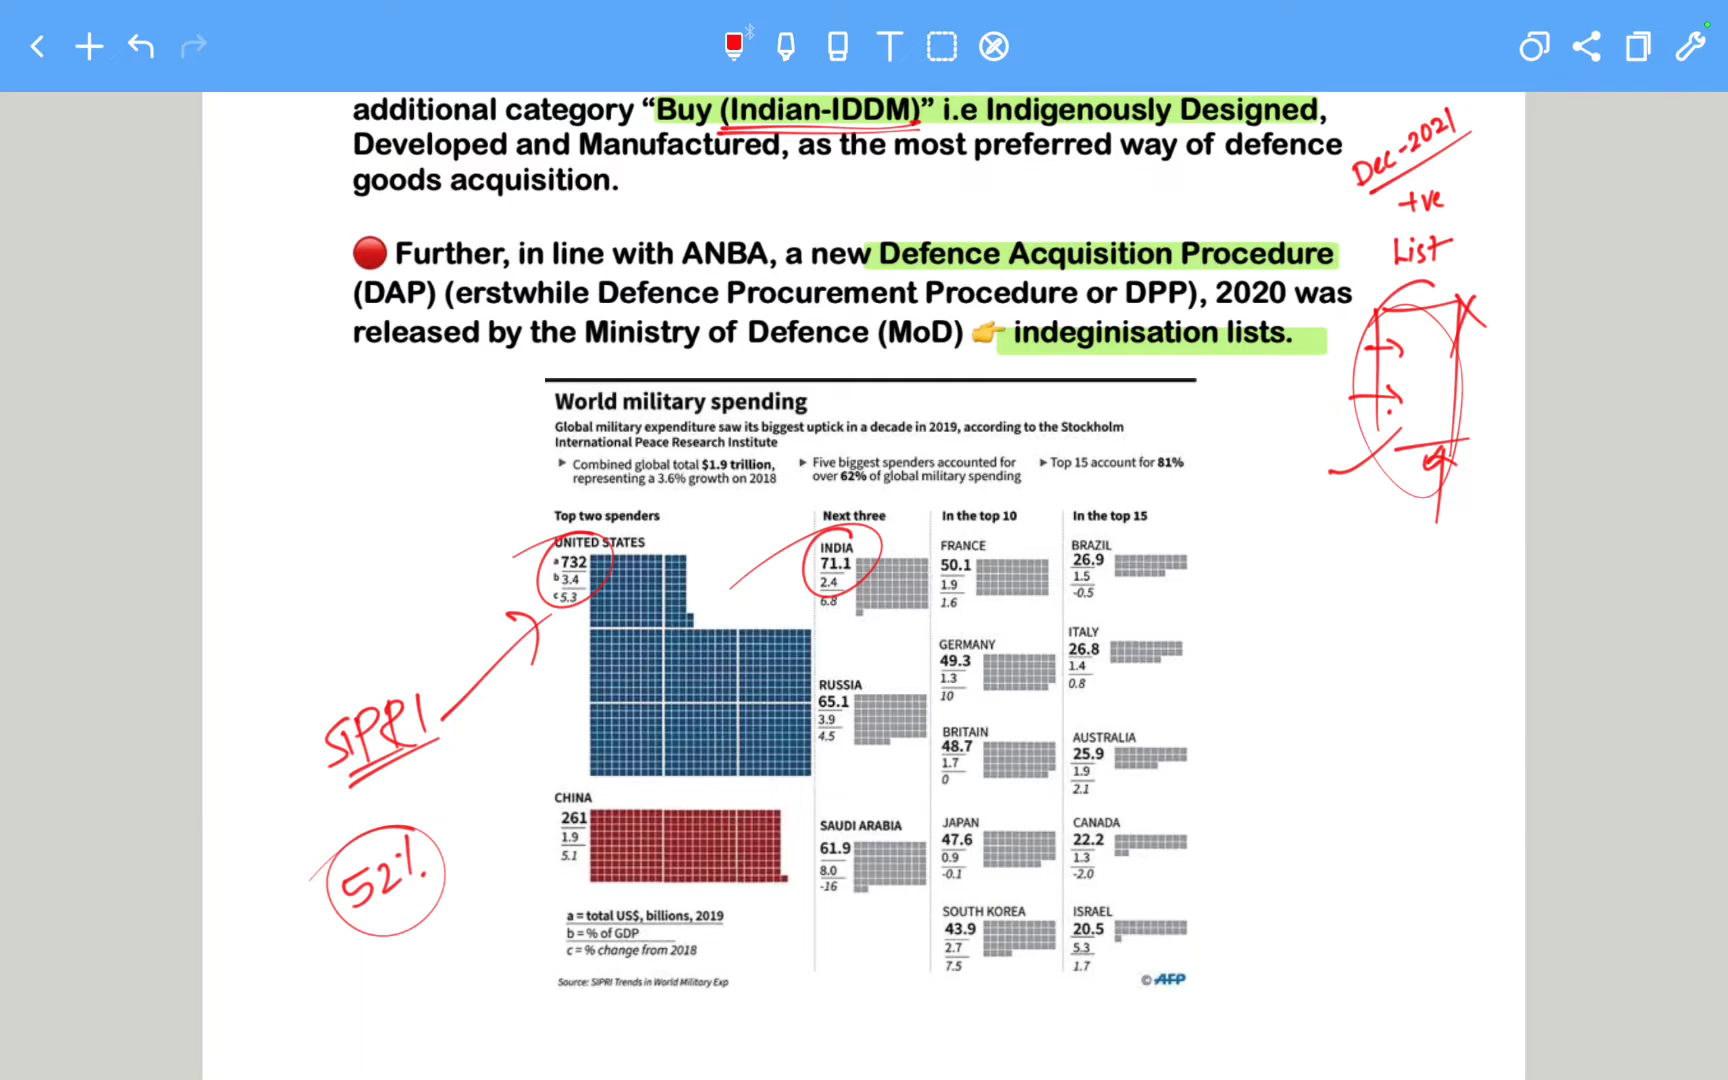 additional category “Buy (Indian-IDDM)” i.e Indigenously Designed,
Developed and Manufactured, as the most preferred way of defence
goods acquisition.
Dec-2021
+ve
List
Further, in line with ANBA, a new Defence Acquisition Procedure
(DAP) (erstwhile Defence Procurement Procedure or DPP), 2020 was
released by the Ministry of Defence (MoD) indeginisation lists.
World military spending
Global military expenditure saw its biggest uptick in a decade in 2019, according to the Stockholm
International Peace Research Institute
Combined global total $1.9 trillion,
representing a 3.6% growth on 2018
Five biggest spenders accounted for
over 62% of global military spending
Top 15 account for 81%
Top two spenders
UNITED STATES
a 732
b 3.4
c 5.3
CHINA
261
1.9
5.1
a = total US$, billions, 2019
b = % of GDP
c = % change from 2018
Next three
INDIA
71.1
2.4
6.8
RUSSIA
65.1
3.9
4.5
SAUDI ARABIA
61.9
8.0
-16
In the top 10
FRANCE
50.1
1.9
1.6
GERMANY
49.3
1.3
10
BRITAIN
48.7
1.7
0
JAPAN
47.6
0.9
-0.1
SOUTH KOREA
43.9
2.7
7.5
In the top 15
BRAZIL
26.9
1.5
-0.5
ITALY
26.8
1.4
0.8
AUSTRALIA
25.9
1.9
2.1
CANADA
22.2
1.3
-2.0
ISRAEL
20.5
5.3
1.7
Source: SIPRI Trends in World Military Exp
© AFP
SIPRI
52%.